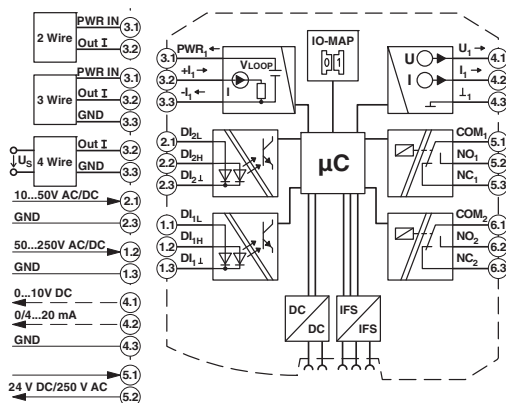 2 Wire
PWR IN
3.1
Out I
3.2
3 Wire
PWR IN
3.1
Out I
3.2
GND
3.3
4 Wire
US
Out I
3.2
GND
3.3
10...50V AC/DC
2.1
GND
2.3
50...250V AC/DC
1.2
GND
1.3
0...10V DC
4.1
0/4...20 mA
4.2
GND
4.3
5.1
24 V DC/250 V AC
5.2
3.1 PWR1
3.2 +I1
3.3 -I1
VLOOP
I
IO-MAP
0 1
U
I
U1 4.1
I1 4.2
⊥1 4.3
2.1 DI2L
2.2 DI2H
2.3 DI2⊥
µC
COM1 5.1
NO1 5.2
NC1 5.3
1.1 DI1L
1.2 DI1H
1.3 DI1⊥
COM2 6.1
NO2 6.2
NC2 6.3
DC
DC
IFS
IFS